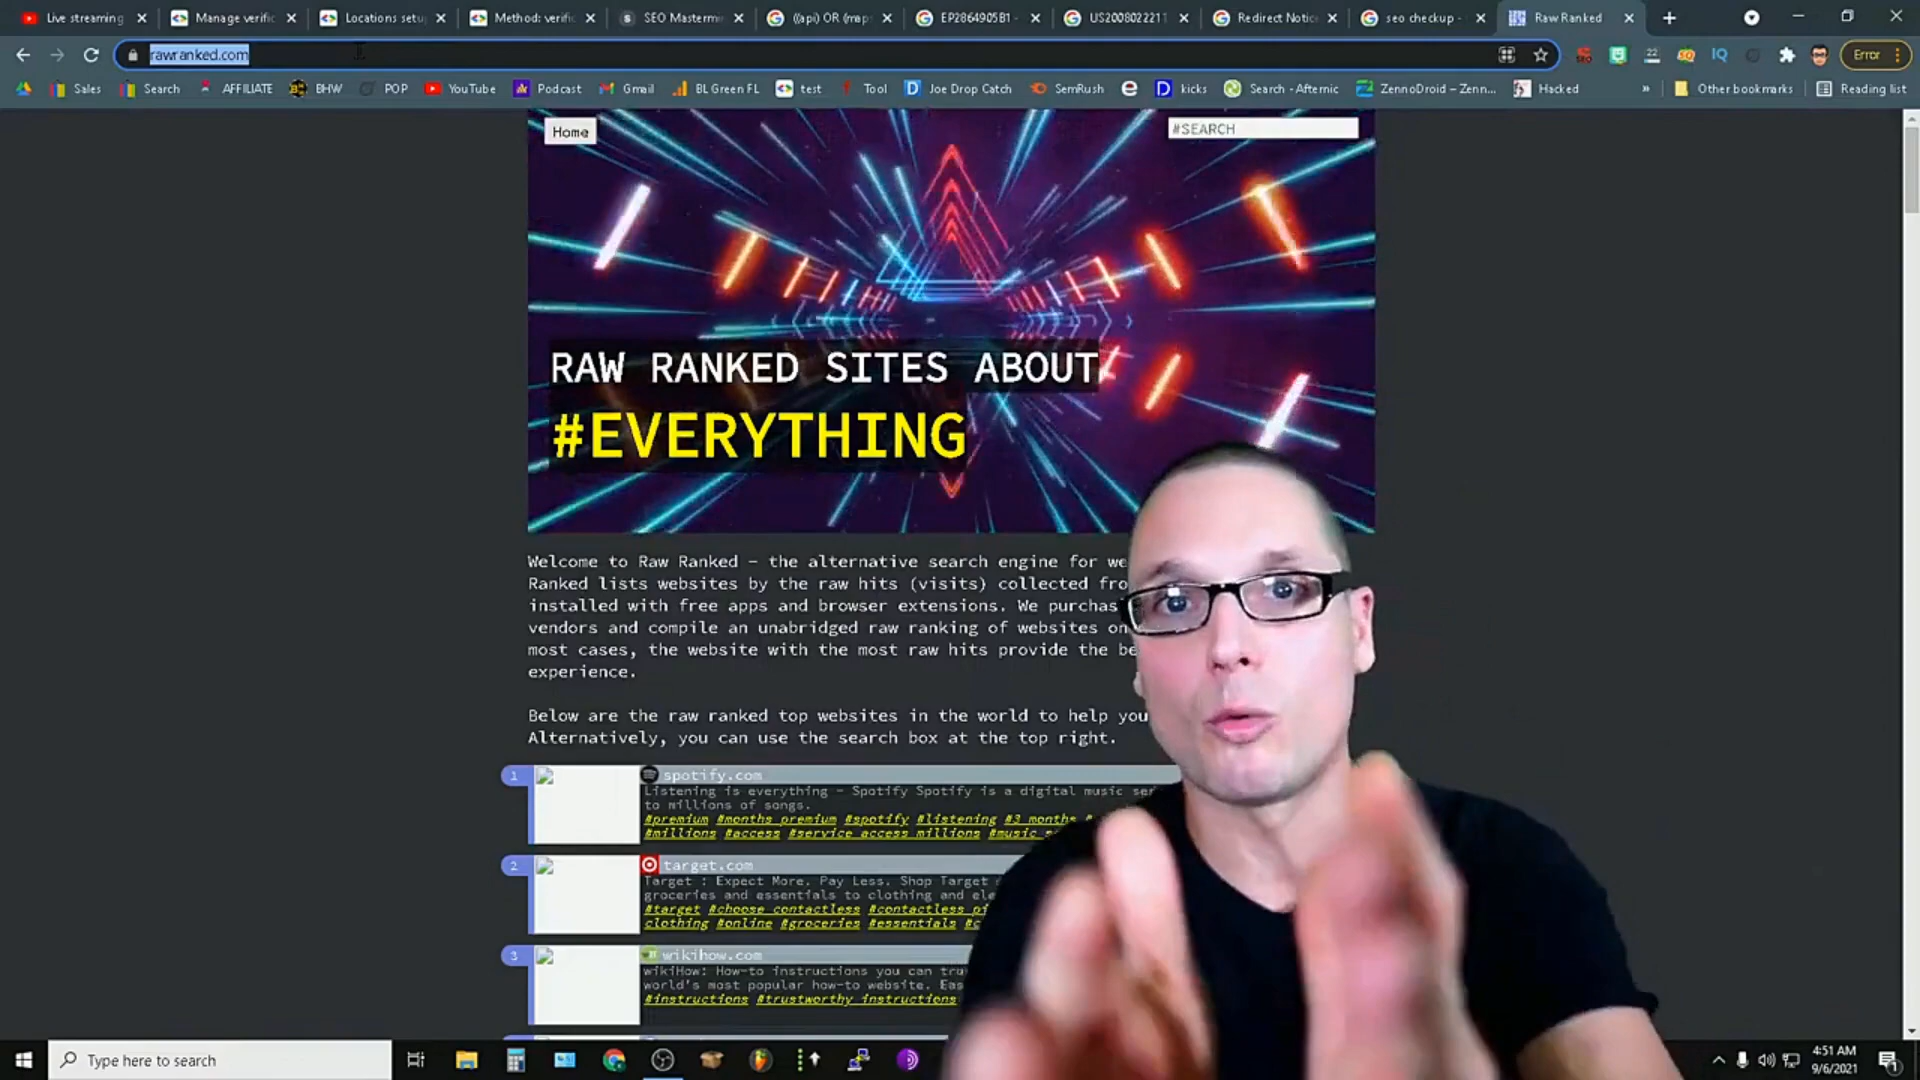 Live streaming
Manage verific
Locations setu
Method: verific
SEO Masterm
((api) OR (map
EP2864905B1 -
US2008022211
Redirect Notic
seo checkup -
Raw Ranked
rawranked.com
Error
Sales
Search
AFFILIATE
BHW
POP
YouTube
Podcast
Gmail
BL Green FL
test
Tool
Joe Drop Catch
SemRush
kicks
Search - Afternic
ZennoDroid – Zenn...
Hacked
»
Other bookmarks
Reading list
Home
#SEARCH
RAW RANKED SITES ABOUT
#EVERYTHING
Welcome to Raw Ranked – the alternative search engine for we
Ranked lists websites by the raw hits (visits) collected fro
installed with free apps and browser extensions. We purchas
vendors and compile an unabridged raw ranking of websites on
most cases, the website with the most raw hits provide the be
experience.
Below are the raw ranked top websites in the world to help you
Alternatively, you can use the search box at the top right.
1
spotify.com
Listening is everything – Spotify Spotify is a digital music ser
to millions of songs.
#premium #months premium #spotify #listening #3 months
#millions #access #service access millions #music s
2
target.com
Target : Expect More. Pay Less. Shop Target
groceries and essentials to clothing and ele
#target #choose contactless #contactless pi
clothing #online #groceries #essentials #c
3
wikihow.com
wikiHow: How-to instructions you can tru
world's most popular how-to website. Eas
#instructions #trustworthy instructions
Type here to search
4:51 AM
9/6/2021